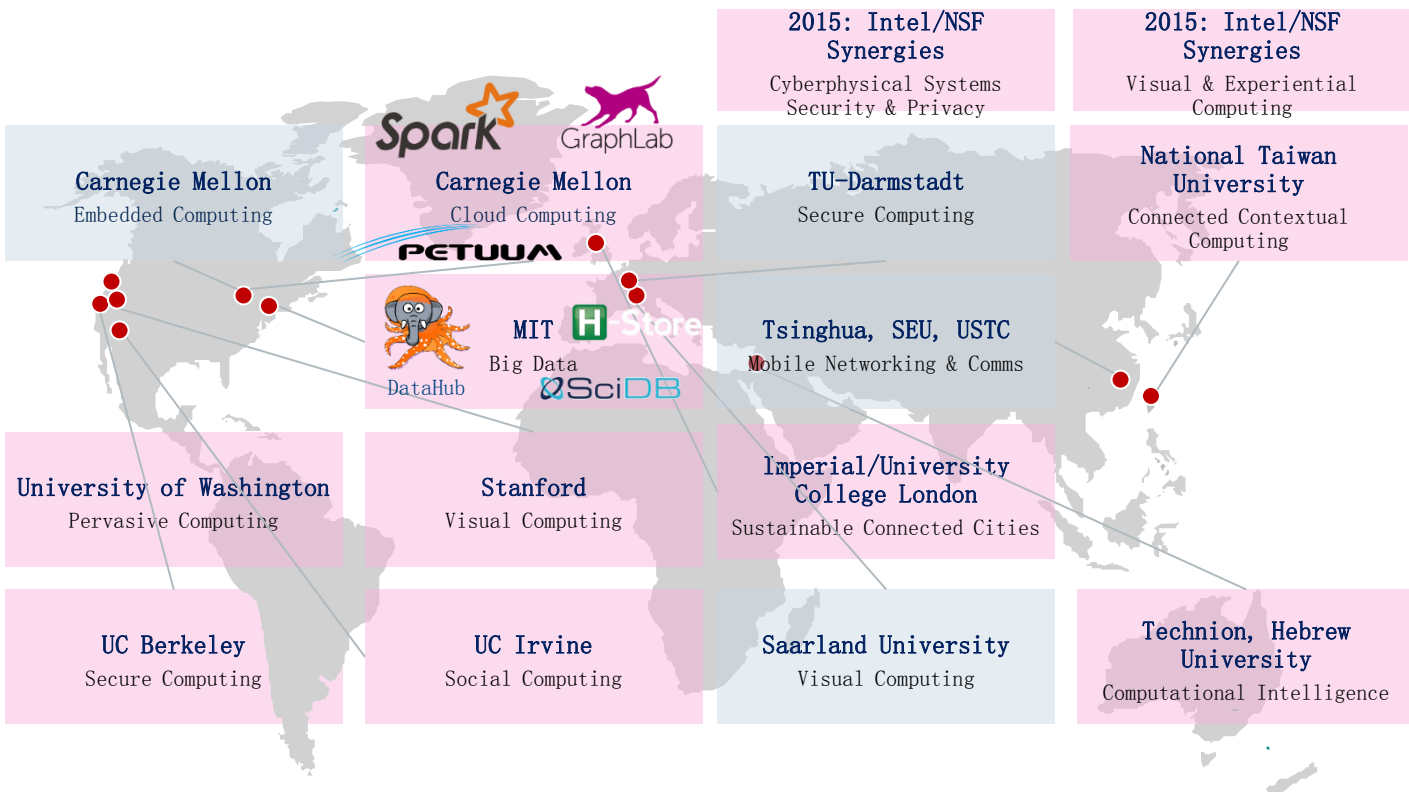 2015: Intel/NSF
Synergies
Cyberphysical Systems
Security & Privacy
2015: Intel/NSF
Synergies
Visual & Experiential
Computing
Carnegie Mellon
Embedded Computing
Spark
GraphLab
Carnegie Mellon
Cloud Computing
PETUUM
TU-Darmstadt
Secure Computing
National Taiwan
University
Connected Contextual
Computing
DataHub
MIT
Big Data
H-Store
SciDB
Tsinghua, SEU, USTC
Mobile Networking & Comms
University of Washington
Pervasive Computing
Stanford
Visual Computing
Imperial/University
College London
Sustainable Connected Cities
UC Berkeley
Secure Computing
UC Irvine
Social Computing
Saarland University
Visual Computing
Technion, Hebrew
University
Computational Intelligence